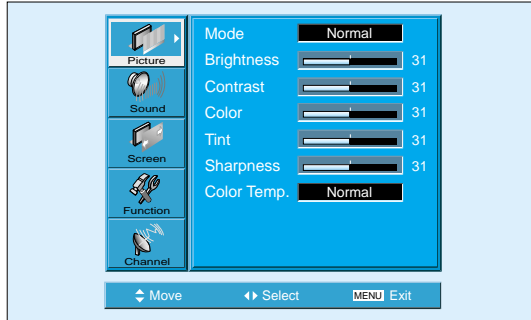 Picture
Sound
Screen
Function
Channel
Mode Normal
Brightness 31
Contrast 31
Color 31
Tint 31
Sharpness 31
Color Temp. Normal
Move Select MENU Exit